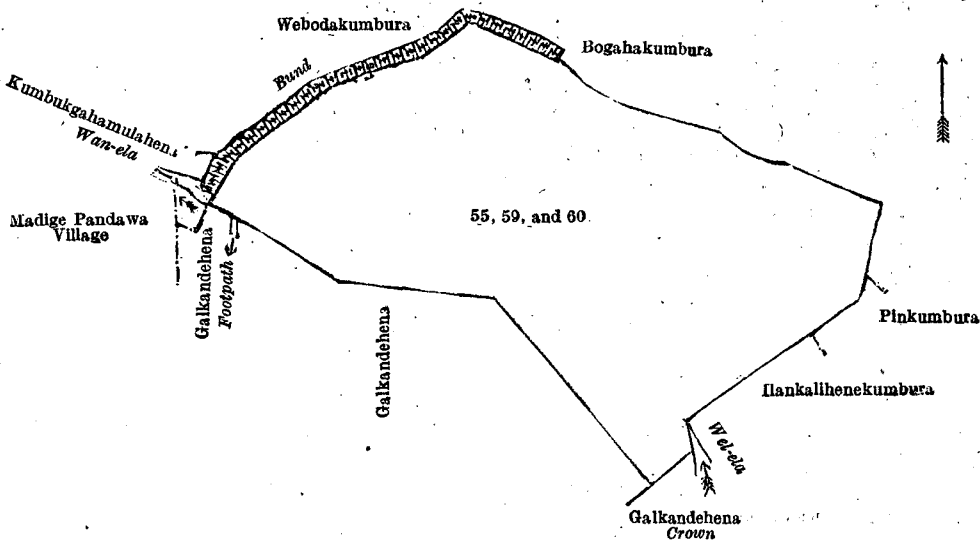 Webodakumbura
Bogahakumbura
Bund
Kumbukgahamulahena
Wan-ela
Madige Pandawa
Village
Galkandehena
Footpath
55, 59, and 60
Galkandehena
Pinkumbura
Ilankalihenekumbura
Wel-ela
Galkandehena
Crown